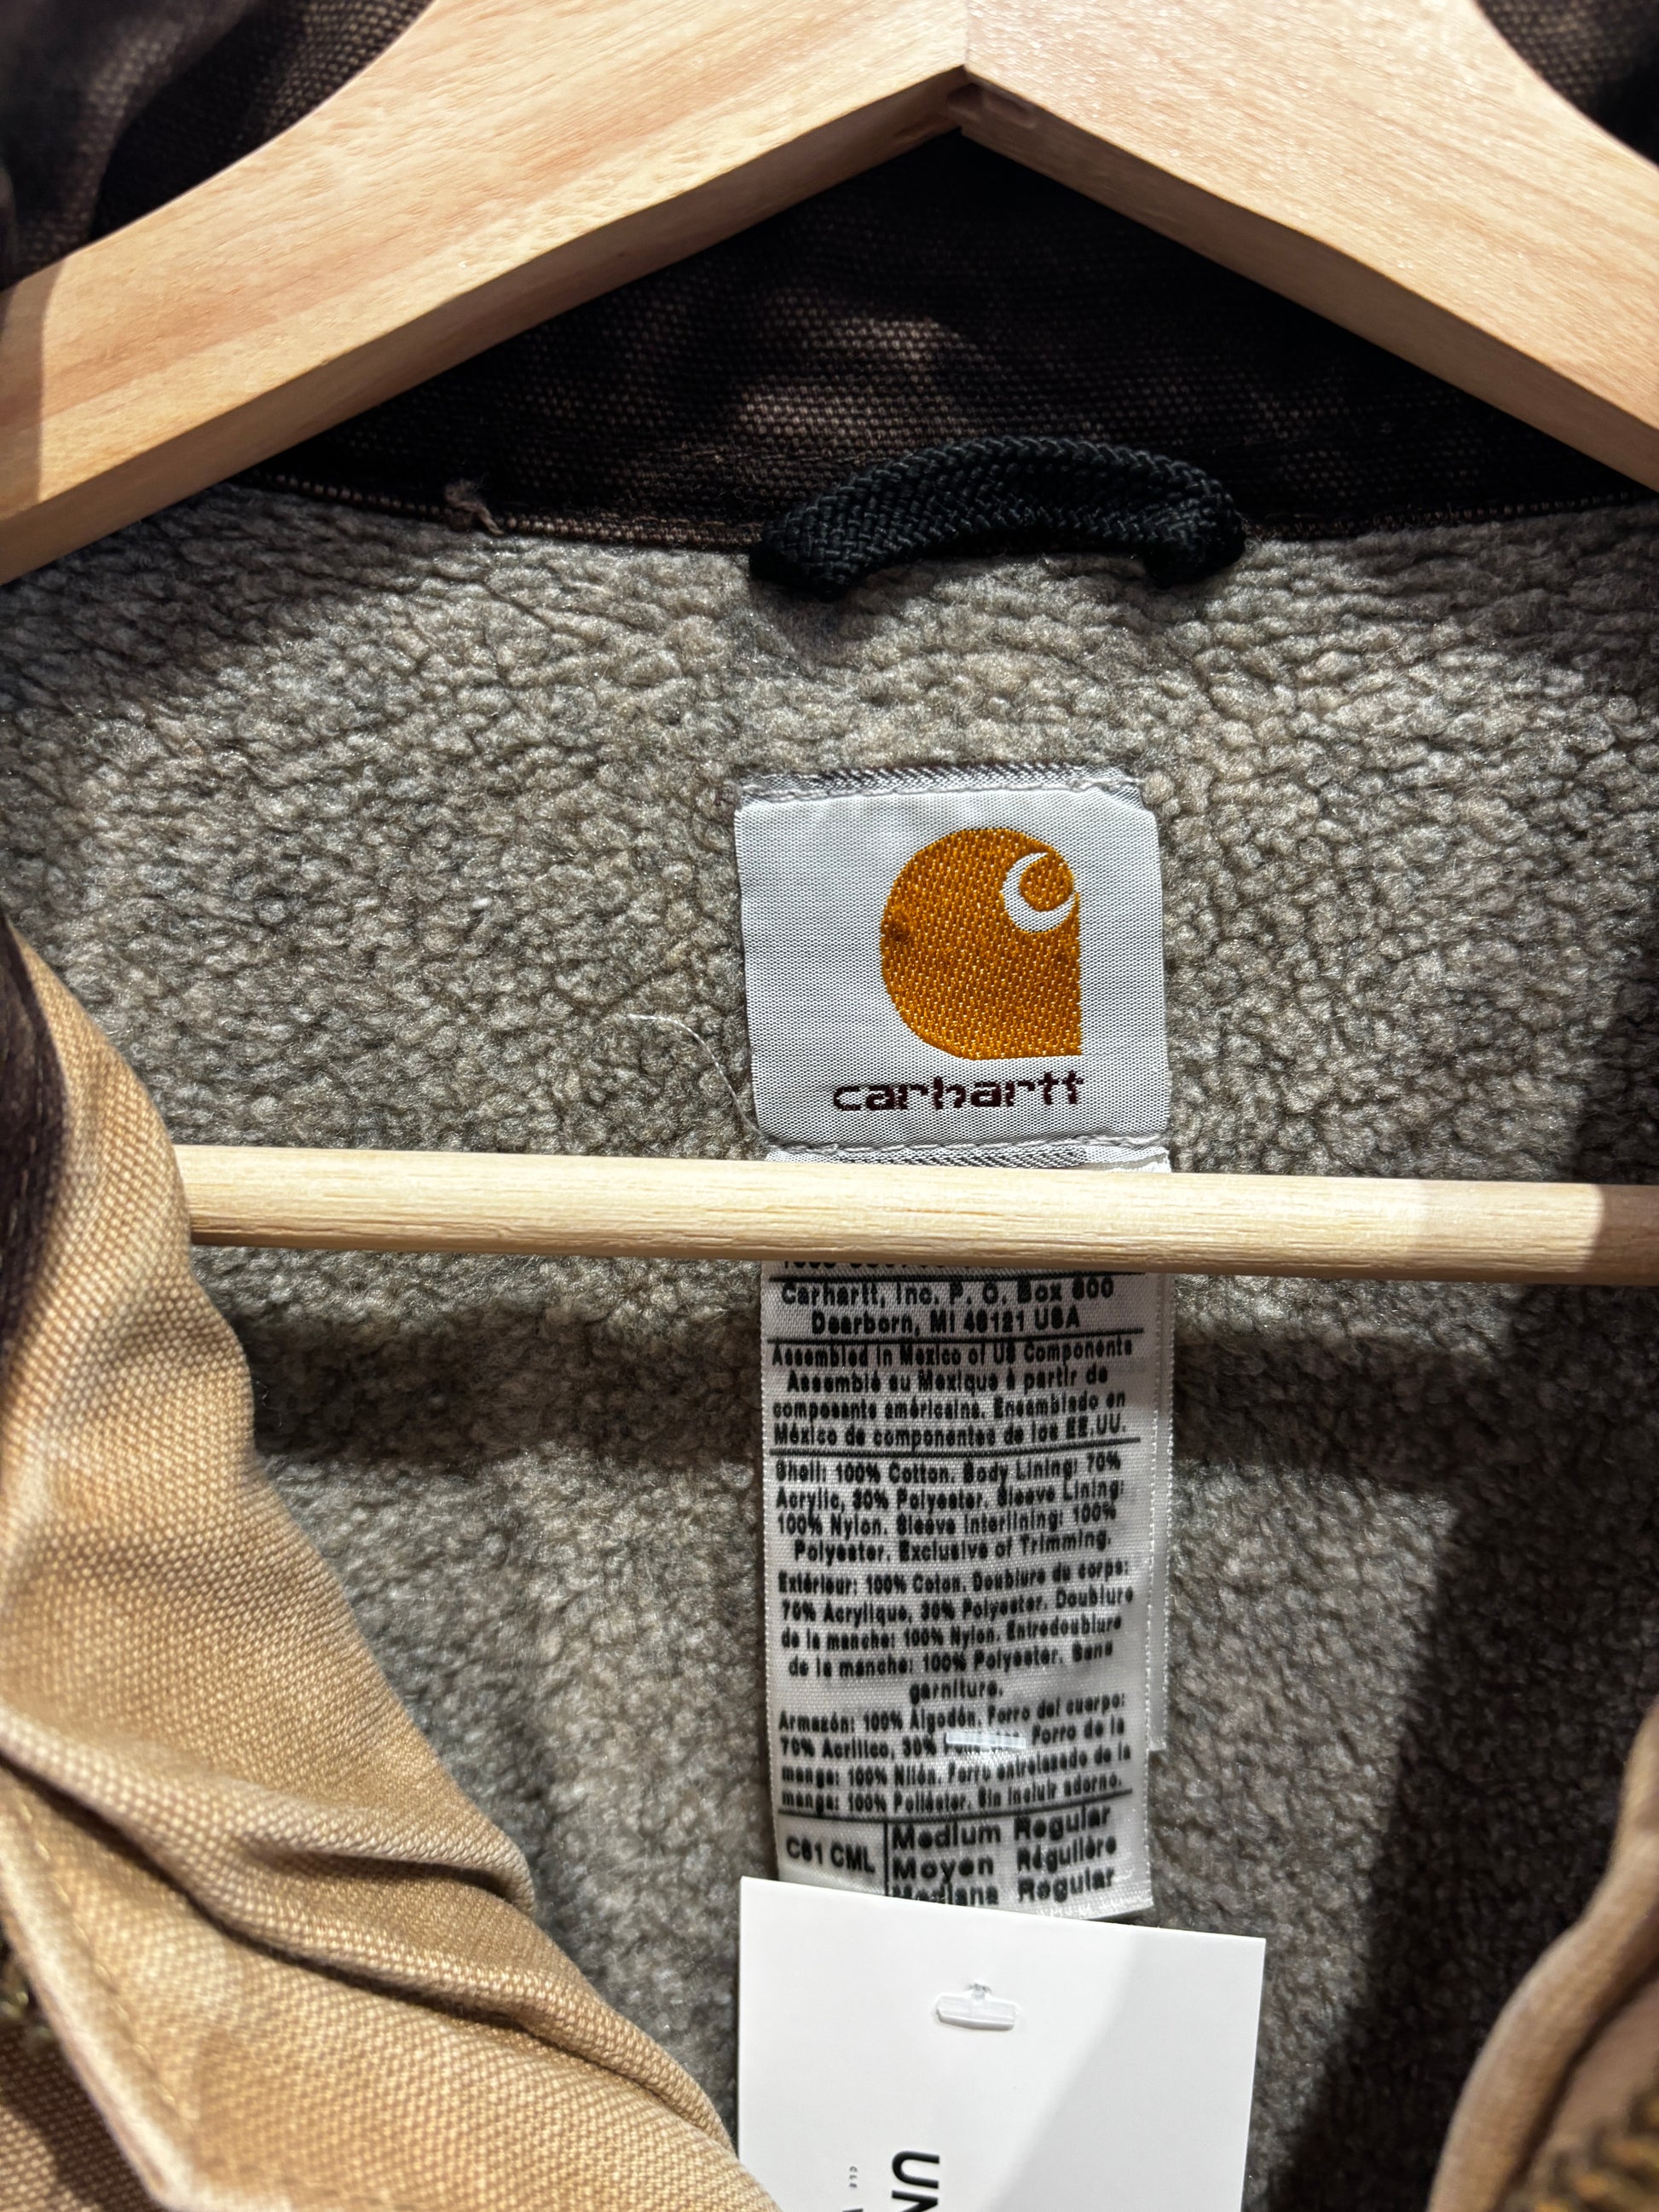 carhartt
Carhartt, Inc. P. O. Box 600
Dearborn, MI 48121 USA
Assembled in Mexico of US Components
Assemblé au Mexique à partir de
composants américains. Ensamblado en
México de componentes de los EE.UU.
Shell: 100% Cotton. Body Lining: 70%
Acrylic, 30% Polyester. Sleeve Lining:
100% Nylon. Sleeve Interlining: 100%
Polyester. Exclusive of Trimming.
Extérieur: 100% Coton. Doublure du corps:
70% Acrylique, 30% Polyester. Doublure
de la manche: 100% Nylon. Entredoublure
de la manche: 100% Polyester. Sans
garniture.
Armazón: 100% Algodón. Forro del cuerpo:
70% Acrílico, 30% Forro de la
manga: 100% Nilón. Forro entrelazado de la
manga: 100% Poliéster. Sin incluir adorno.
C61 CML
Medium Regular
Moyen Régulière
Mediana Regular